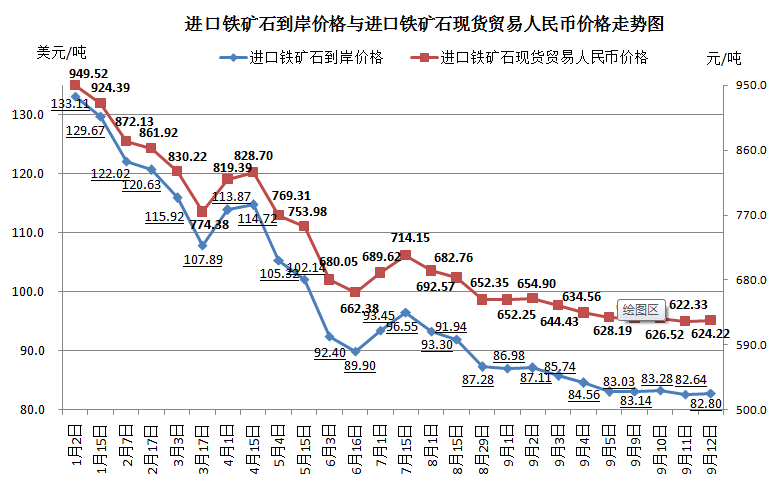 进口铁矿石到岸价格与进口铁矿石现货贸易人民币价格走势图
美元/吨
进口铁矿石到岸价格
进口铁矿石现货贸易人民币价格
元/吨
130.0
120.0
110.0
100.0
90.0
80.0
950.0
860.0
770.0
680.0
590.0
500.0
949.52
924.39
872.13
861.92
830.22
774.38
819.39
828.70
769.31
753.98
680.05
662.38
689.62
714.15
692.57
682.76
652.35
652.25
654.90
644.43
634.56
628.19
626.52
622.33
624.22
绘图区
133.11
129.67
122.02
120.63
115.92
107.89
113.87
114.72
105.32
102.14
92.40
89.90
93.45
96.55
93.30
91.94
87.28
86.98
87.11
85.74
84.56
83.03
83.14
83.28
82.64
82.80
1月2日
1月15日
2月7日
2月17日
3月3日
3月17日
4月1日
4月15日
5月4日
5月15日
6月3日
6月16日
7月1日
7月15日
8月1日
8月15日
8月29日
9月1日
9月2日
9月3日
9月4日
9月5日
9月9日
9月10日
9月11日
9月12日